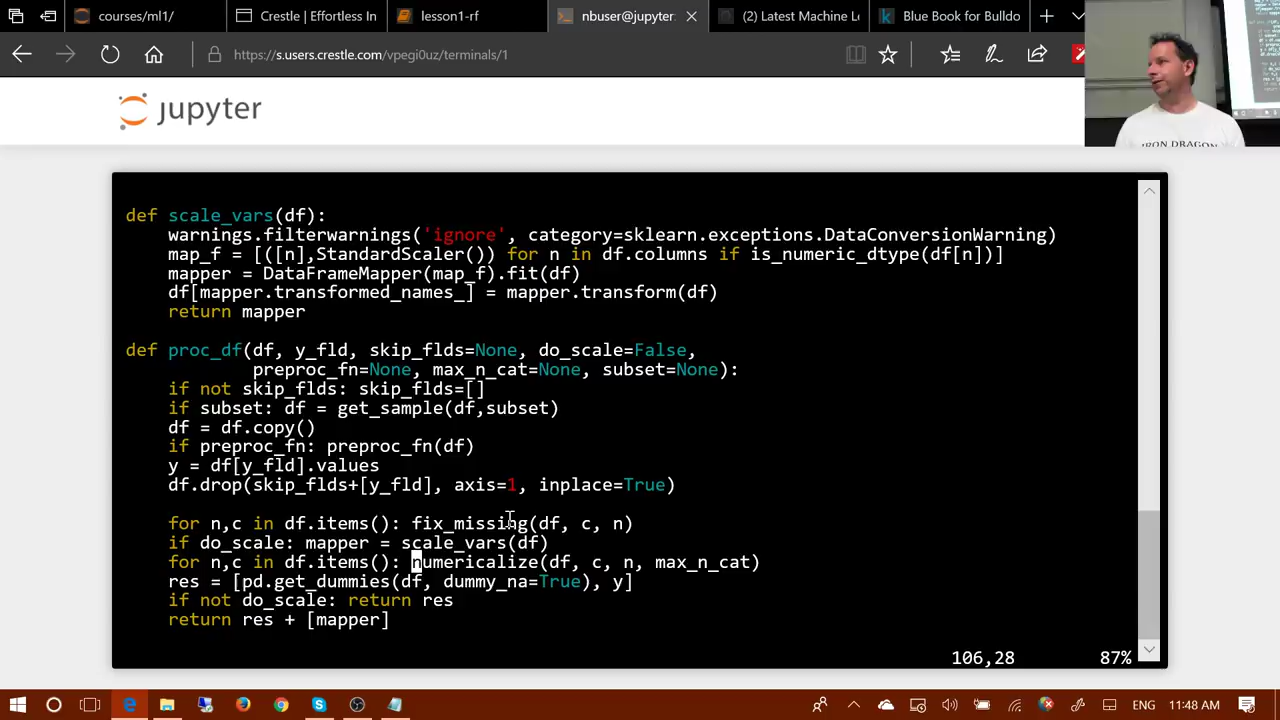 courses/ml1/
Crestle | Effortless In
lesson1-rf
nbuser@jupyter:
(2) Latest Machine Le
Blue Book for Bulldo
https://s.users.crestle.com/vpegi0uz/terminals/1
jupyter
IRON DRAGON
def scale_vars(df):
    warnings.filterwarnings('ignore', category=sklearn.exceptions.DataConversionWarning)
    map_f = [([n],StandardScaler()) for n in df.columns if is_numeric_dtype(df[n])]
    mapper = DataFrameMapper(map_f).fit(df)
    df[mapper.transformed_names_] = mapper.transform(df)
    return mapper
def proc_df(df, y_fld, skip_flds=None, do_scale=False,
            preproc_fn=None, max_n_cat=None, subset=None):
    if not skip_flds: skip_flds=[]
    if subset: df = get_sample(df,subset)
    df = df.copy()
    if preproc_fn: preproc_fn(df)
    y = df[y_fld].values
    df.drop(skip_flds+[y_fld], axis=1, inplace=True)
    for n,c in df.items(): fix_missing(df, c, n)
    if do_scale: mapper = scale_vars(df)
    for n,c in df.items(): numericalize(df, c, n, max_n_cat)
    res = [pd.get_dummies(df, dummy_na=True), y]
    if not do_scale: return res
    return res + [mapper]
106,28 87%
ENG 11:48 AM